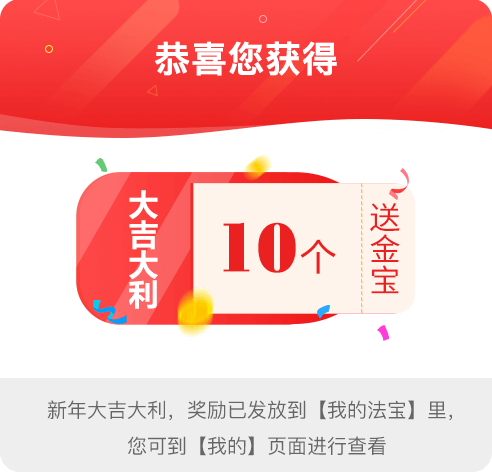 恭喜您获得
大吉大利
10个
送金宝
新年大吉大利，奖励已发放到【我的法宝】里，
您可到【我的】页面进行查看